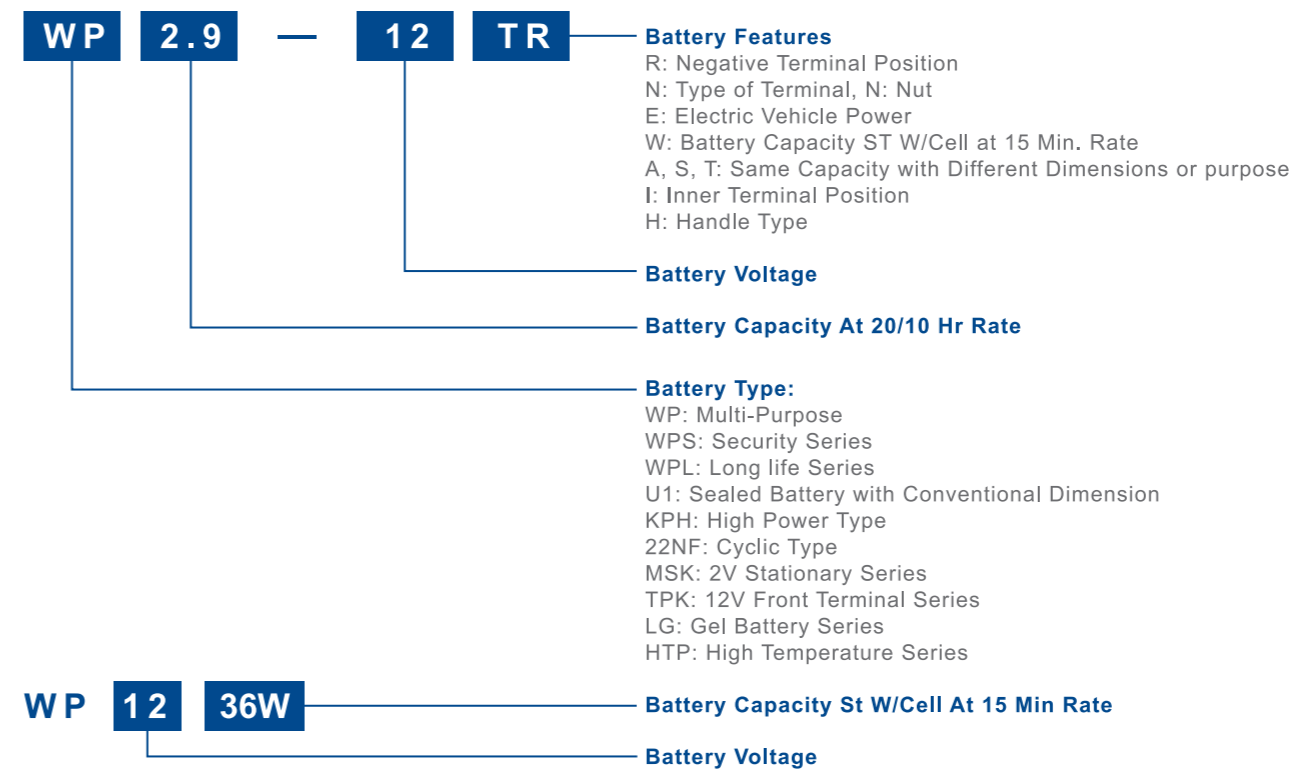 WP 2.9 — 12 TR
Battery Features
R: Negative Terminal Position
N: Type of Terminal, N: Nut
E: Electric Vehicle Power
W: Battery Capacity ST W/Cell at 15 Min. Rate
A, S, T: Same Capacity with Different Dimensions or purpose
I: Inner Terminal Position
H: Handle Type
Battery Voltage
Battery Capacity At 20/10 Hr Rate
Battery Type:
WP: Multi-Purpose
WPS: Security Series
WPL: Long life Series
U1: Sealed Battery with Conventional Dimension
KPH: High Power Type
22NF: Cyclic Type
MSK: 2V Stationary Series
TPK: 12V Front Terminal Series
LG: Gel Battery Series
HTP: High Temperature Series
WP 12 36W
Battery Capacity St W/Cell At 15 Min Rate
Battery Voltage